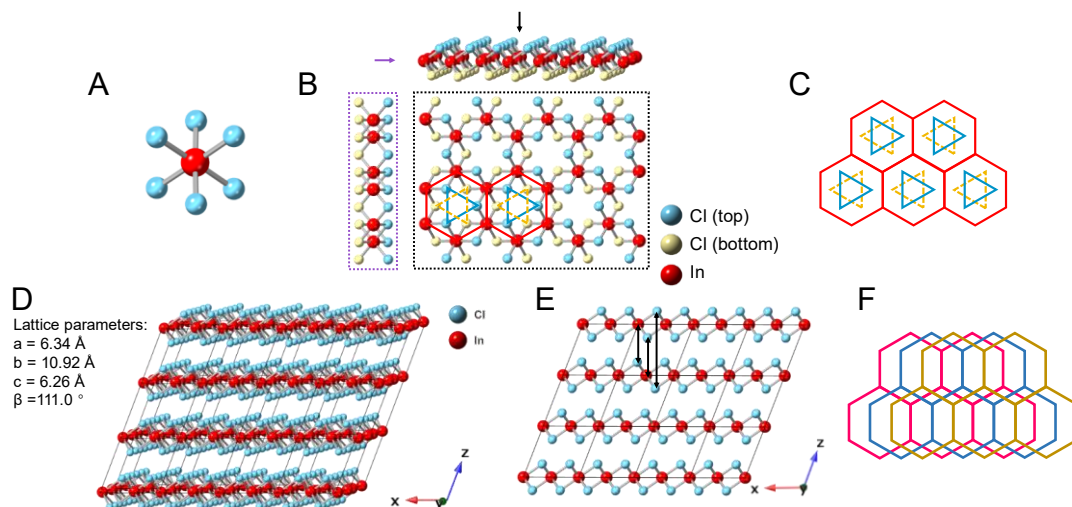 A
B
C
Cl (top)
Cl (bottom)
In
D
Lattice parameters:
a = 6.34 Å
b = 10.92 Å
c = 6.26 Å
β =111.0 °
Cl
In
z
x
y
E
z
x
y
F